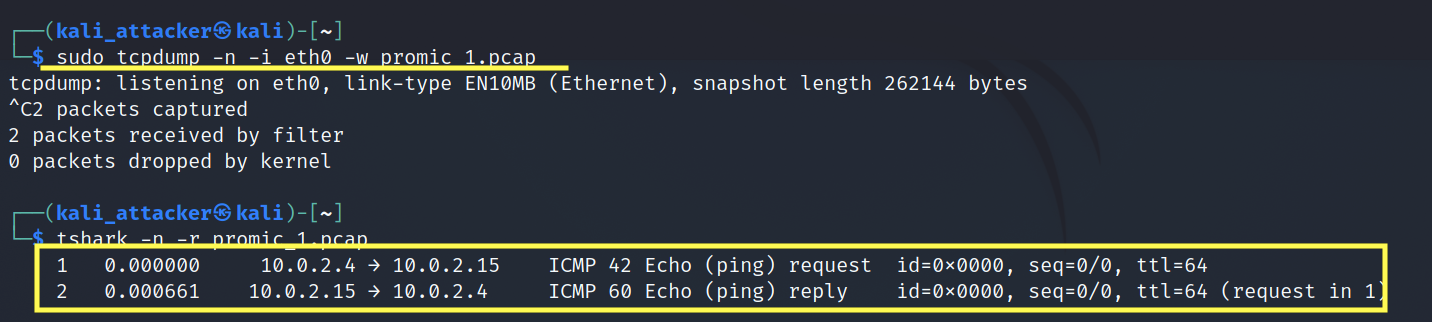 ┌──(kali_attacker㉿kali)-[~]
└─$ sudo tcpdump -n -i eth0 -w promic_1.pcap
tcpdump: listening on eth0, link-type EN10MB (Ethernet), snapshot length 262144 bytes
^C2 packets captured
2 packets received by filter
0 packets dropped by kernel
┌──(kali_attacker㉿kali)-[~]
└─$ tshark -n -r promic_1.pcap
1 0.000000 10.0.2.4 → 10.0.2.15 ICMP 42 Echo (ping) request id=0×0000, seq=0/0, ttl=64
2 0.000661 10.0.2.15 → 10.0.2.4 ICMP 60 Echo (ping) reply id=0×0000, seq=0/0, ttl=64 (request in 1)